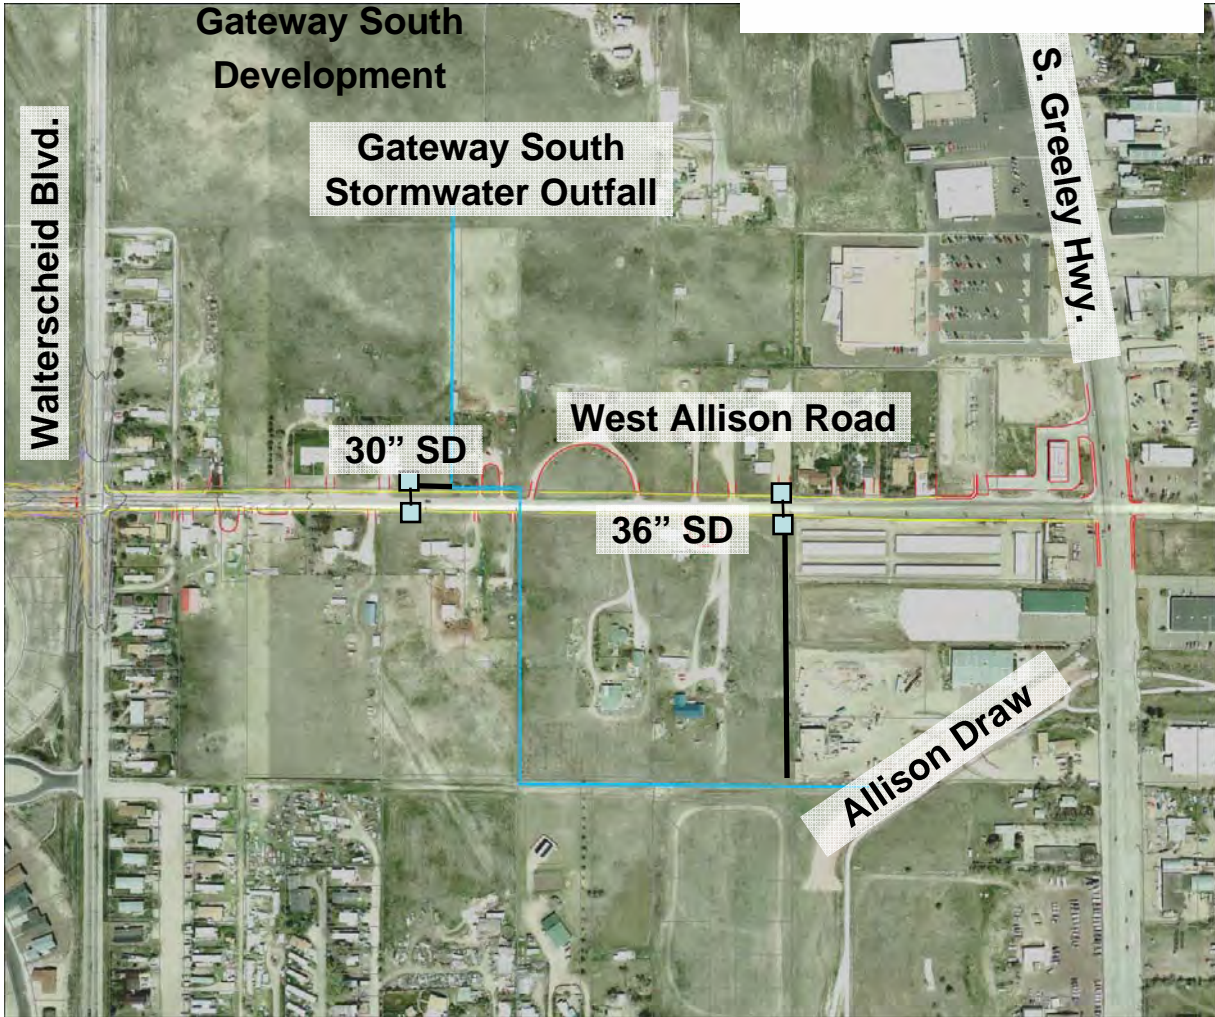 Gateway South
Development
S. Greeley Hwy.
Walterscheid Blvd.
Gateway South
Stormwater Outfall
West Allison Road
30” SD
36” SD
Allison Draw